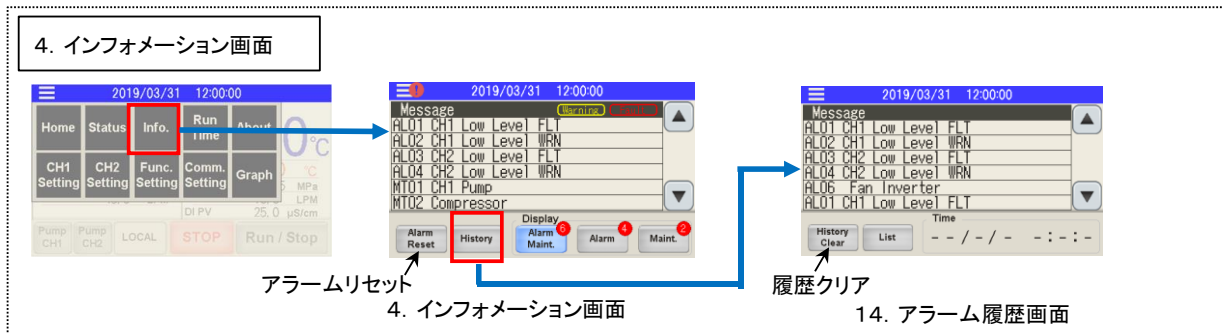 4. インフォメーション画面
2019/03/31 12:00:00
Home Status Info. Run Time About
CH1 Setting CH2 Setting Func. Setting Comm. Setting Graph
0 ℃
℃
MPa
LPM
DI PV 25.0 μS/cm
Pump CH1 Pump CH2 LOCAL STOP Run / Stop
2019/03/31 12:00:00
Message Warning
AL01 CH1 Low Level FLT
AL02 CH1 Low Level WRN
AL03 CH2 Low Level FLT
AL04 CH2 Low Level WRN
MT01 CH1 Pump
MT02 Compressor
Display
Alarm Reset History Alarm Maint. 6 Alarm 4 Maint. 2
アラームリセット
4. インフォメーション画面
2019/03/31 12:00:00
Message
AL01 CH1 Low Level FLT
AL02 CH1 Low Level WRN
AL03 CH2 Low Level FLT
AL04 CH2 Low Level WRN
AL06 Fan Inverter
AL01 CH1 Low Level FLT
Time
History Clear List --/-/- -:-:-
履歴クリア
14. アラーム履歴画面